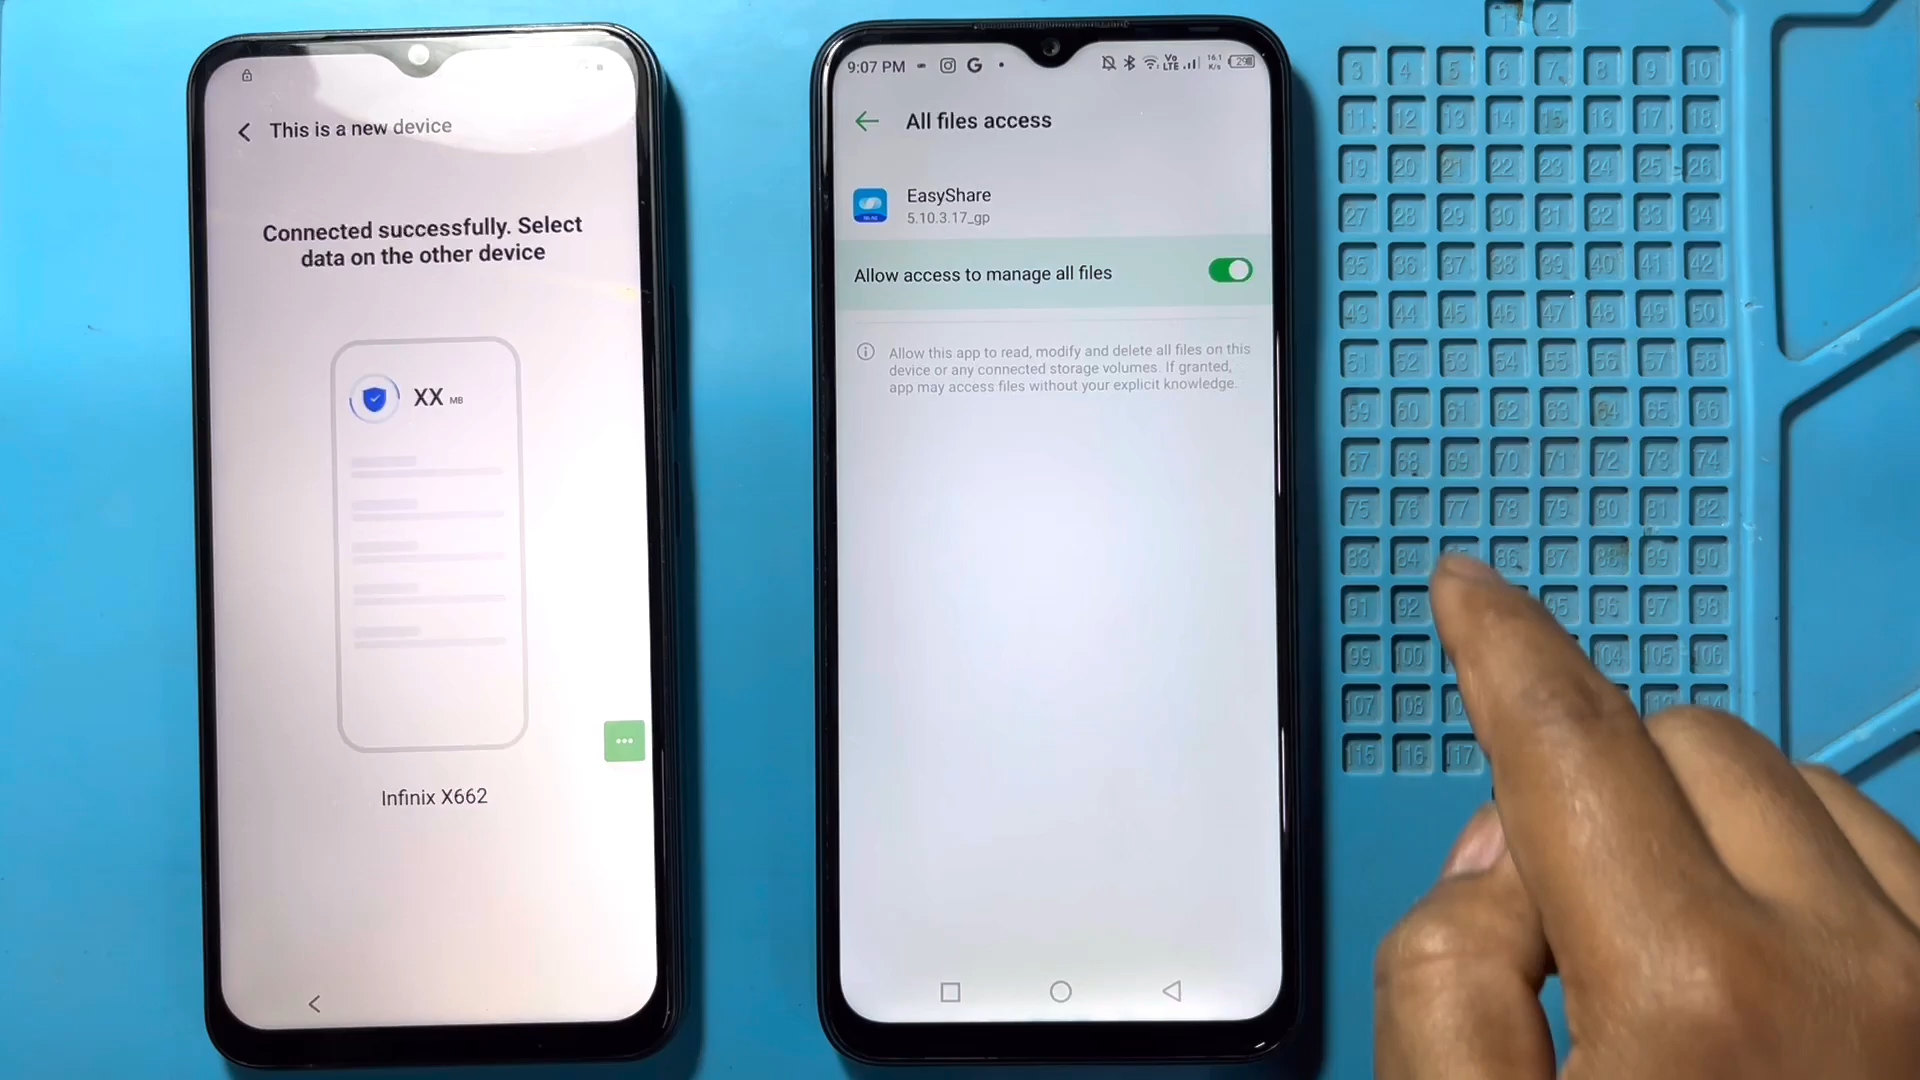 This is a new device
Connected successfully. Select
data on the other device
XX MB
Infinix X662
9:07 PM
Vo
LTE
16.1
K/s
29
All files access
EasyShare
5.10.3.17_gp
Allow access to manage all files
Allow this app to read, modify and delete all files on this
device or any connected storage volumes. If granted,
app may access files without your explicit knowledge.
1 2
3 4 5 6 7 8 9 10
11 12 13 14 15 16 17 18
19 20 21 22 23 24 25 26
27 28 29 30 31 32 33 34
35 36 37 38 39 40 41 42
43 44 45 46 47 48 49 50
51 52 53 54 55 56 57 58
59 60 61 62 63 64 65 66
67 68 69 70 71 72 73 74
75 76 77 78 79 80 81 82
83 84 86 87 88 89 90
91 92 95 96 97 98
99 100 104 105 106
107 108
115 116 117